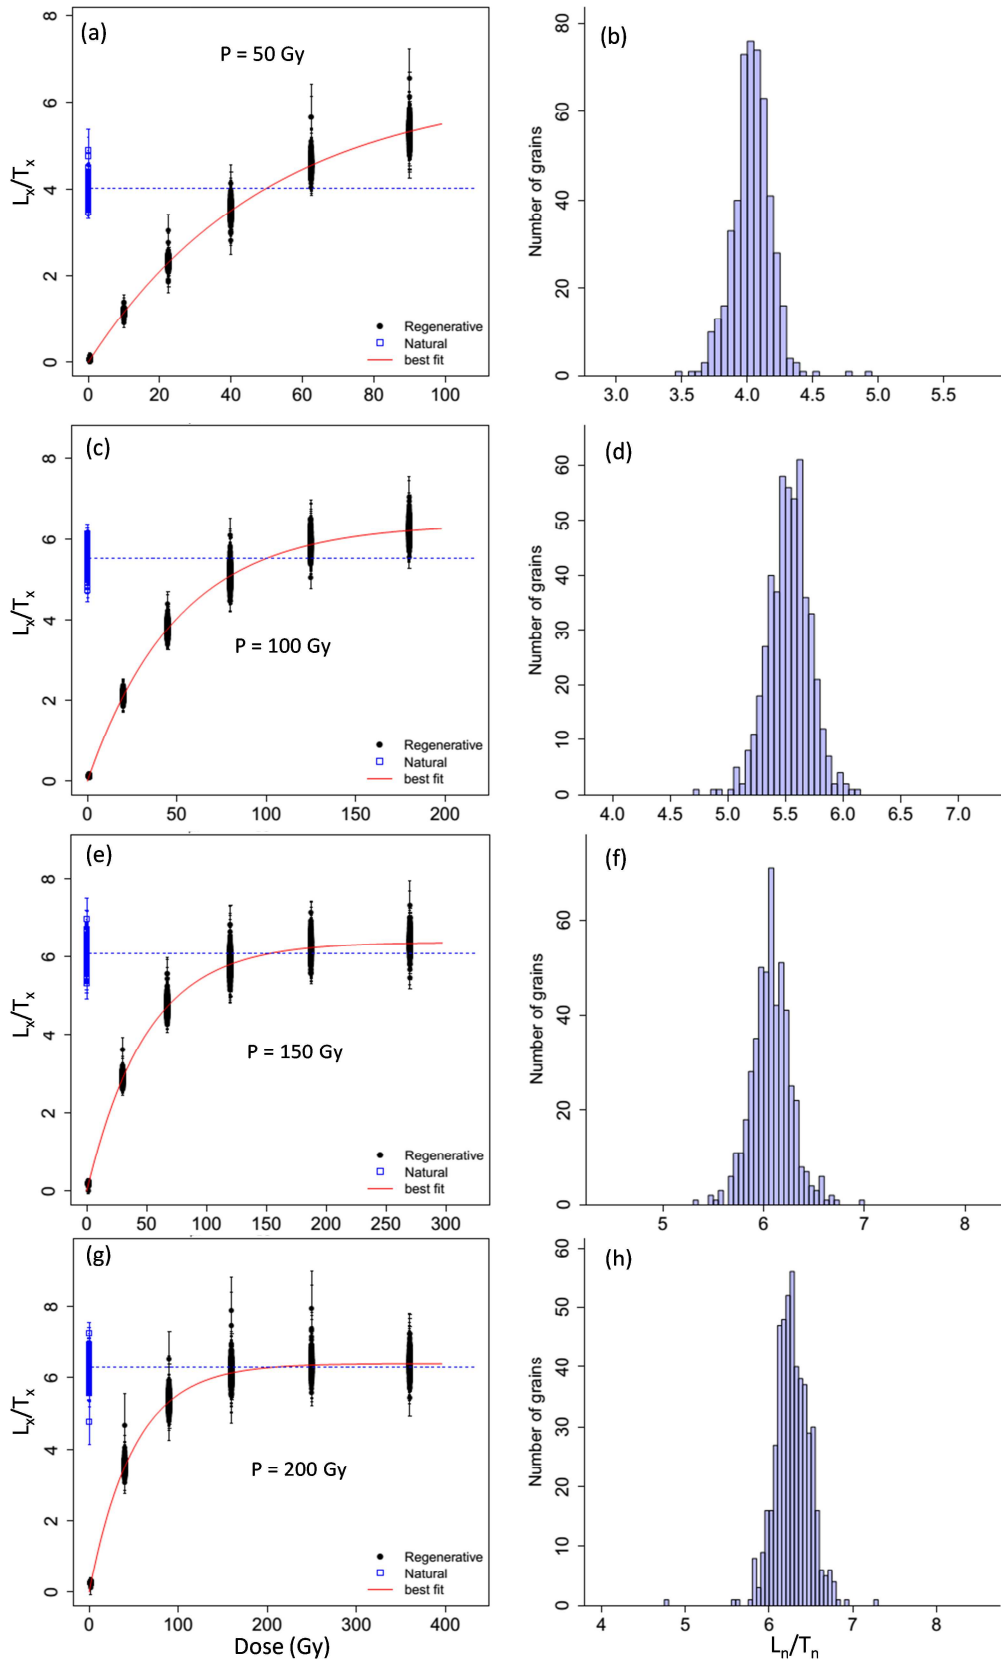 (a)
P = 50 Gy
8
6
4
2
0
Lx/Tx
Regenerative
Natural
best fit
0 20 40 60 80 100
(b)
80
60
40
20
0
Number of grains
3.0 3.5 4.0 4.5 5.0 5.5
(c)
8
6
4
2
0
Lx/Tx
P = 100 Gy
Regenerative
Natural
best fit
0 50 100 150 200
(d)
60
50
40
30
20
10
0
Number of grains
4.0 4.5 5.0 5.5 6.0 6.5 7.0
(e)
8
6
4
2
0
Lx/Tx
P = 150 Gy
Regenerative
Natural
best fit
0 50 100 150 200 250 300
(f)
60
40
20
0
Number of grains
5 6 7 8
(g)
8
6
4
2
0
Lx/Tx
P = 200 Gy
Regenerative
Natural
best fit
0 100 200 300 400
Dose (Gy)
(h)
60
50
40
30
20
10
0
Number of grains
4 5 6 7 8
Ln/Tn